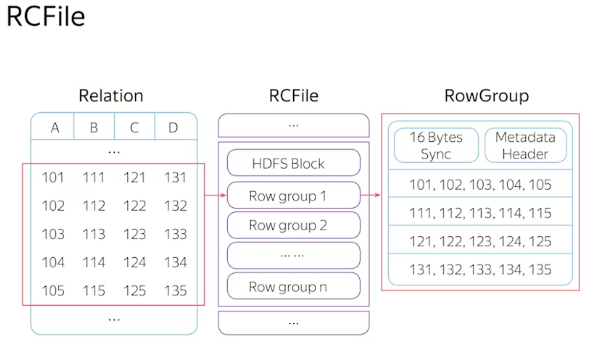 RCFile
Relation
A B C D
...
101 111 121 131
102 112 122 132
103 113 123 133
104 114 124 134
105 115 125 135
...
RCFile
...
HDFS Block
Row group 1
Row group 2
... ...
Row group n
...
RowGroup
16 Bytes
Sync
Metadata
Header
101, 102, 103, 104, 105
111, 112, 113, 114, 115
121, 122, 123, 124, 125
131, 132, 133, 134, 135